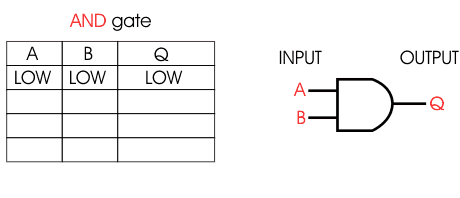 AND gate
A B Q
LOW LOW LOW
INPUT OUTPUT
A
B
Q